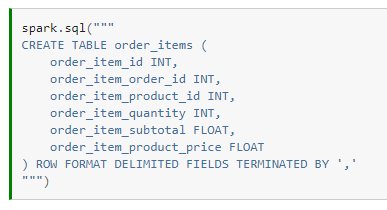 spark.sql("""
CREATE TABLE order_items (
    order_item_id INT,
    order_item_order_id INT,
    order_item_product_id INT,
    order_item_quantity INT,
    order_item_subtotal FLOAT,
    order_item_product_price FLOAT
) ROW FORMAT DELIMITED FIELDS TERMINATED BY ','
""")